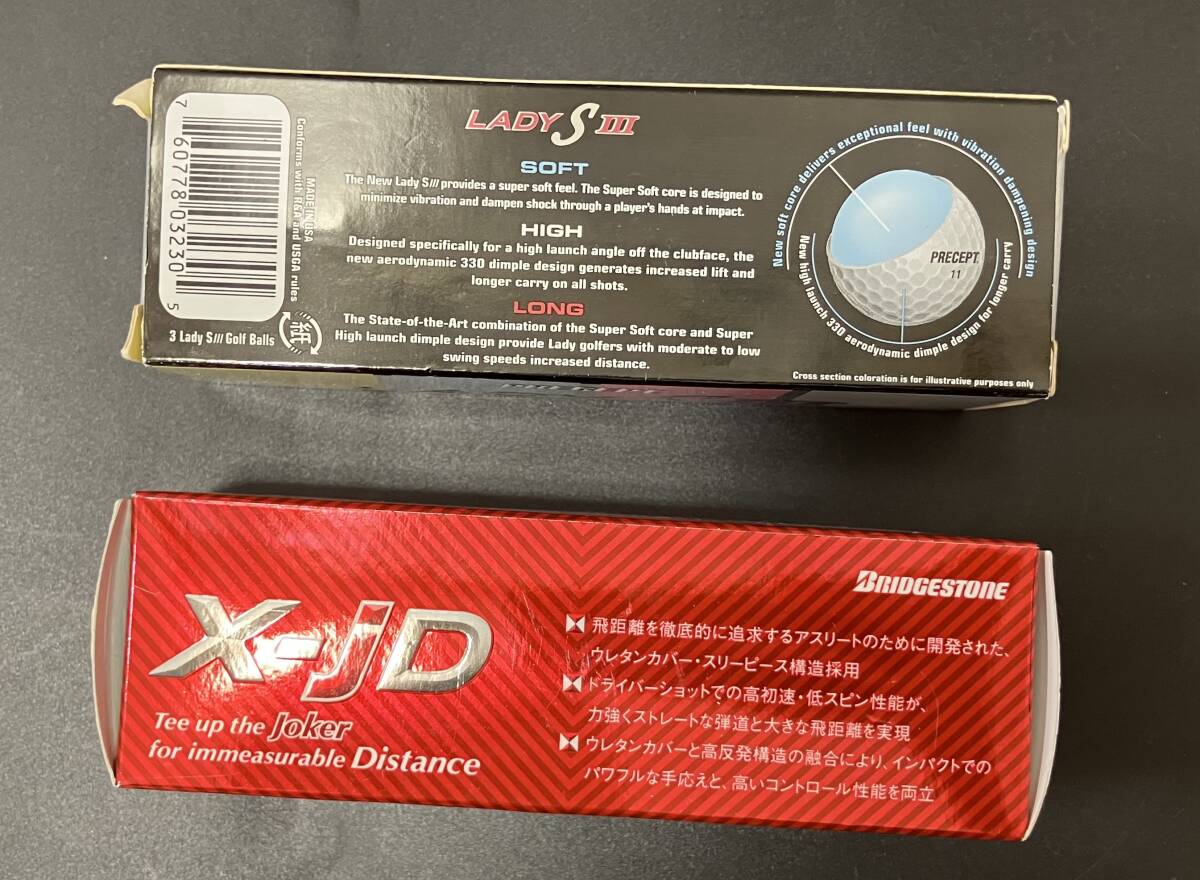 LADY S III
SOFT
The New Lady S/// provides a super soft feel. The Super Soft core is designed to
minimize vibration and dampen shock through a player's hands at impact.
HIGH
Designed specifically for a high launch angle off the clubface, the
new aerodynamic 330 dimple design generates increased lift and
longer carry on all shots.
LONG
The State-of-the-Art combination of the Super Soft core and Super
High launch dimple design provide Lady golfers with moderate to low
swing speeds increased distance.
7 60778 03230 5
MADE IN USA
Conforms with R&A and USGA rules
紙
3 Lady S/// Golf Balls
New soft core delivers exceptional feel with vibration dampening design
PRECEPT
11
New high launch 330 aerodynamic dimple design for longer carry
Cross section coloration is for illustrative purposes only
BRIDGESTONE
X-JD
Tee up the Joker
for immeasurable Distance
飛距離を徹底的に追求するアスリートのために開発された、
ウレタンカバー・スリーピース構造採用
ドライバーショットでの高初速・低スピン性能が、
力強くストレートな弾道と大きな飛距離を実現
ウレタンカバーと高反発構造の融合により、インパクトでの
パワフルな手応えと、高いコントロール性能を両立